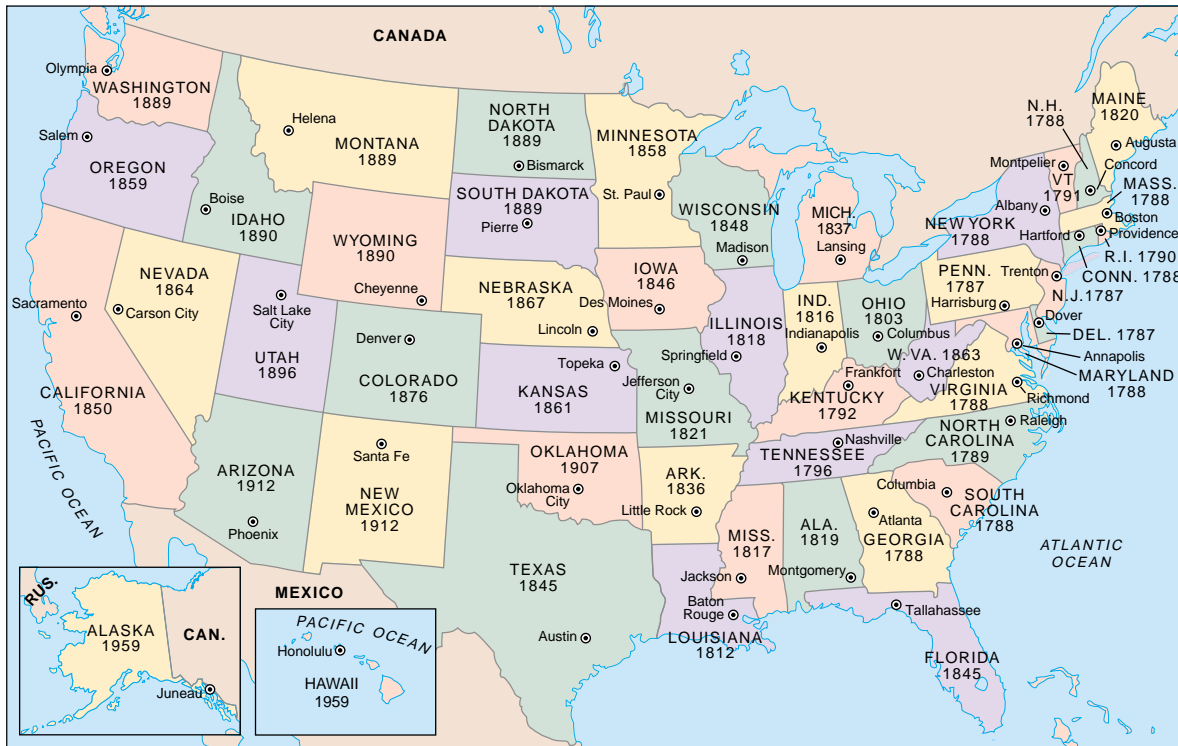 CANADA
Olympia
WASHINGTON
1889
Salem
OREGON
1859
Helena
MONTANA
1889
Boise
IDAHO
1890
NORTH
DAKOTA
1889
Bismarck
SOUTH DAKOTA
1889
Pierre
MINNESOTA
1858
St. Paul
WISCONSIN
1848
Madison
MICH.
1837
Lansing
N.H.
1788
MAINE
1820
Augusta
Montpelier
Concord
VT
1791
MASS.
1788
Albany
Boston
NEW YORK
1788
Hartford
Providence
R.I. 1790
CONN. 1788
WYOMING
1890
Cheyenne
NEVADA
1864
Carson City
Sacramento
CALIFORNIA
1850
Salt Lake
City
UTAH
1896
Denver
COLORADO
1876
NEBRASKA
1867
Lincoln
IOWA
1846
Des Moines
Topeka
KANSAS
1861
Jefferson
City
MISSOURI
1821
ILLINOIS
1818
Springfield
IND.
1816
Indianapolis
OHIO
1803
Columbus
PENN.
1787
Harrisburg
Trenton
N.J. 1787
Dover
DEL. 1787
Annapolis
MARYLAND
1788
W. VA. 1863
Charleston
Frankfort
KENTUCKY
1792
VIRGINIA
1788
Richmond
Raleigh
NORTH
CAROLINA
1789
Nashville
TENNESSEE
1796
Columbia
SOUTH
CAROLINA
1788
PACIFIC OCEAN
ARIZONA
1912
Phoenix
Santa Fe
NEW
MEXICO
1912
OKLAHOMA
1907
Oklahoma
City
ARK.
1836
Little Rock
MISS.
1817
Jackson
ALA.
1819
Montgomery
Atlanta
GEORGIA
1788
ATLANTIC
OCEAN
TEXAS
1845
Austin
Baton
Rouge
LOUISIANA
1812
Tallahassee
FLORIDA
1845
MEXICO
RUS.
ALASKA
1959
CAN.
Juneau
PACIFIC OCEAN
Honolulu
HAWAII
1959